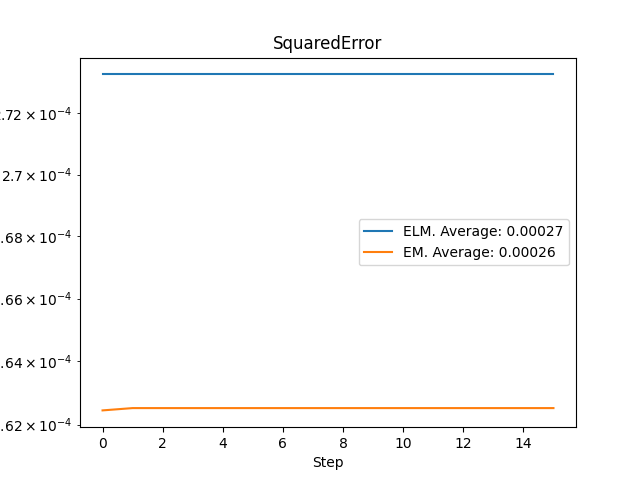 SquaredError
.72 × 10⁻⁴
2.7 × 10⁻⁴
.68 × 10⁻⁴
.66 × 10⁻⁴
.64 × 10⁻⁴
.62 × 10⁻⁴
ELM. Average: 0.00027
EM. Average: 0.00026
0 2 4 6 8 10 12 14
Step